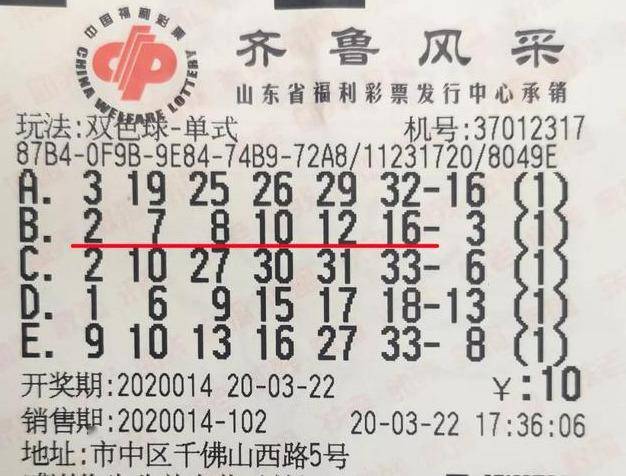 中国福利彩票
CHINA WELFARE LOTTERY
齐鲁风采
山东省福利彩票发行中心承销
玩法:双色球-单式 机号:37012317
87B4-0F9B-9E84-74B9-72A8/11231720/8049E
A. 3 19 25 26 29 32-16 (1)
B. 2 7 8 10 12 16- 3 (1)
C. 2 10 27 30 31 33- 6 (1)
D. 1 6 9 15 17 18-13 (1)
E. 9 10 13 16 27 33- 8 (1)
开奖期:2020014 20-03-22 ¥:10
销售期:2020014-102 20-03-22 17:36:06
地址:市中区千佛山西路5号